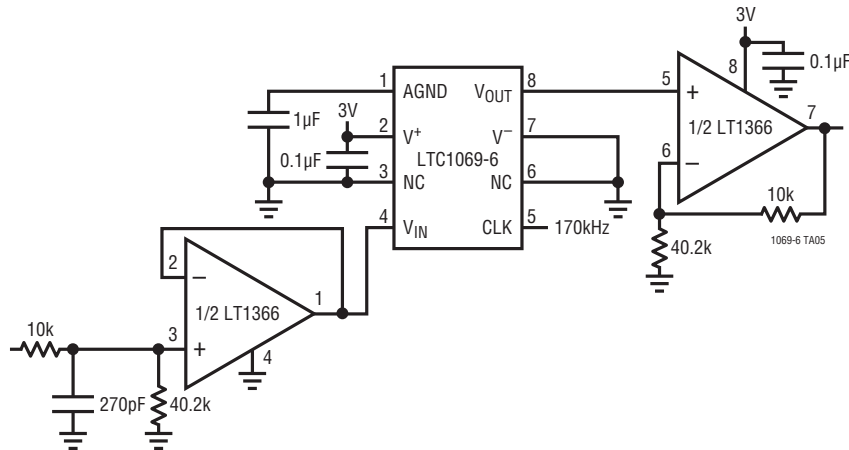 3V
8
0.1µF
1
AGND
VOUT
8
5
+
7
1µF
3V
2
V+
V–
7
1/2 LT1366
0.1µF
LTC1069-6
6
–
3
NC
NC
6
10k
4
VIN
CLK
5
170kHz
40.2k
1069-6 TA05
2
–
1
1/2 LT1366
10k
3
+
4
270pF
40.2k